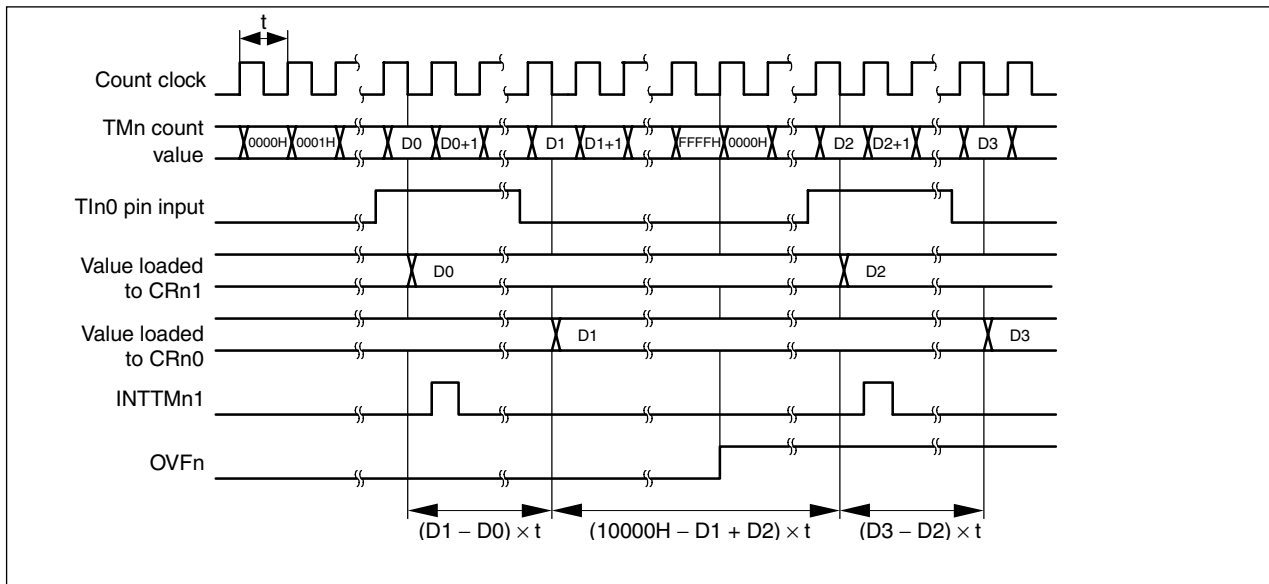 t
Count clock
TMn count
value
0000H 0001H D0 D0+1 D1 D1+1 FFFFH 0000H D2 D2+1 D3
TIn0 pin input
Value loaded
to CRn1
D0 D2
Value loaded
to CRn0
D1 D3
INTTMn1
OVFn
(D1 − D0) × t (10000H − D1 + D2) × t (D3 − D2) × t